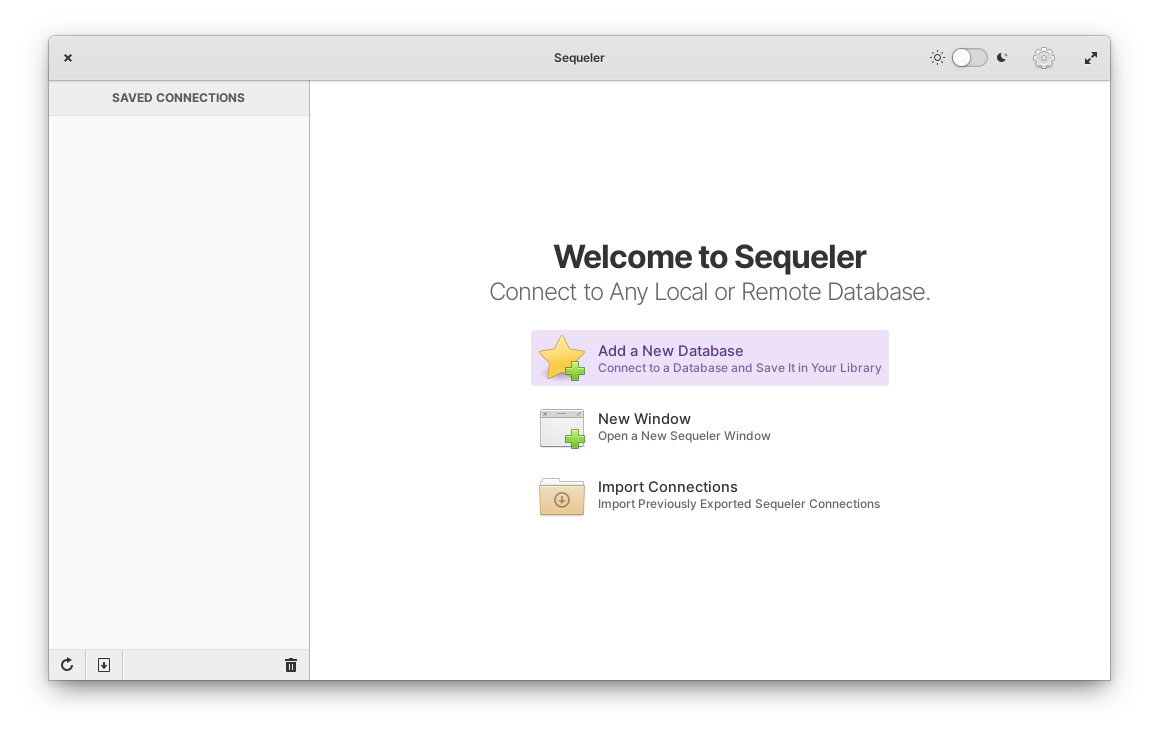 Sequeler
SAVED CONNECTIONS
Welcome to Sequeler
Connect to Any Local or Remote Database.
Add a New Database
Connect to a Database and Save It in Your Library
New Window
Open a New Sequeler Window
Import Connections
Import Previously Exported Sequeler Connections